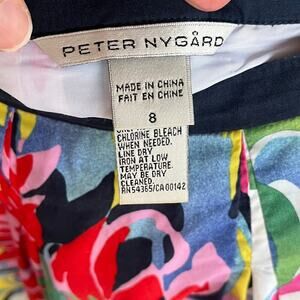 PETER NYGÅRD
MADE IN CHINA
FAIT EN CHINE
8
CHLORINE BLEACH
WHEN NEEDED.
LINE DRY
IRON AT LOW
TEMPERATURE
MAY BE DRY
CLEANED.
RN54365/CA00142